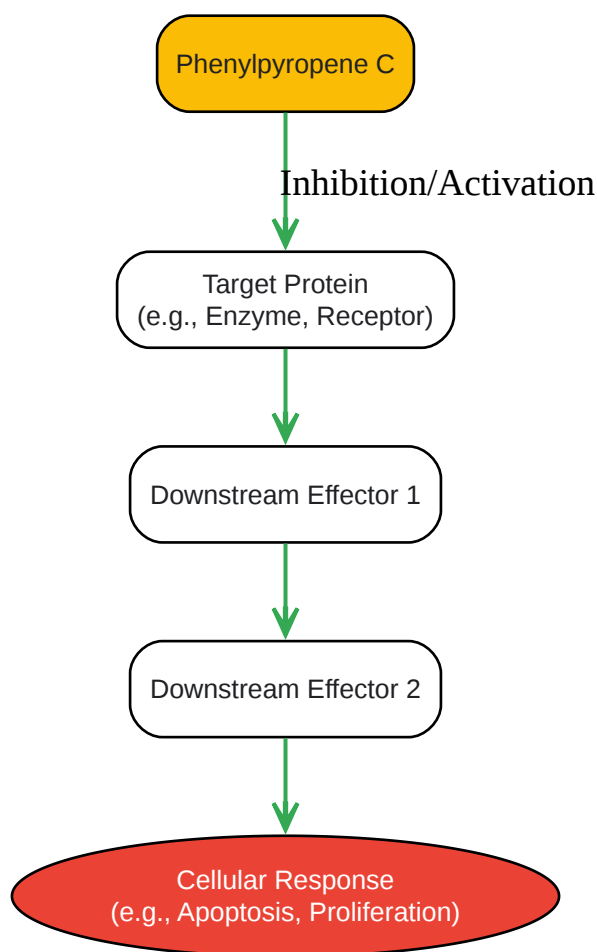 Phenylpyropene C
Inhibition/Activation
Target Protein
(e.g., Enzyme, Receptor)
Downstream Effector 1
Downstream Effector 2
Cellular Response
(e.g., Apoptosis, Proliferation)